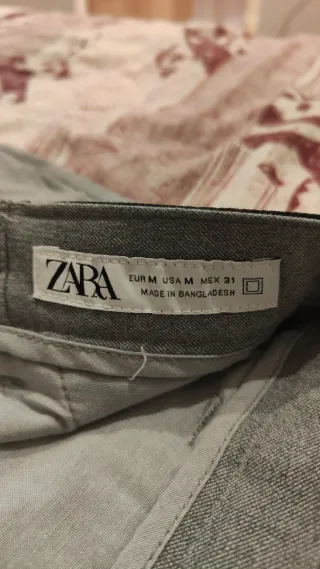 ZARA
EUR M USA M MEX 31
MADE IN BANGLADESH